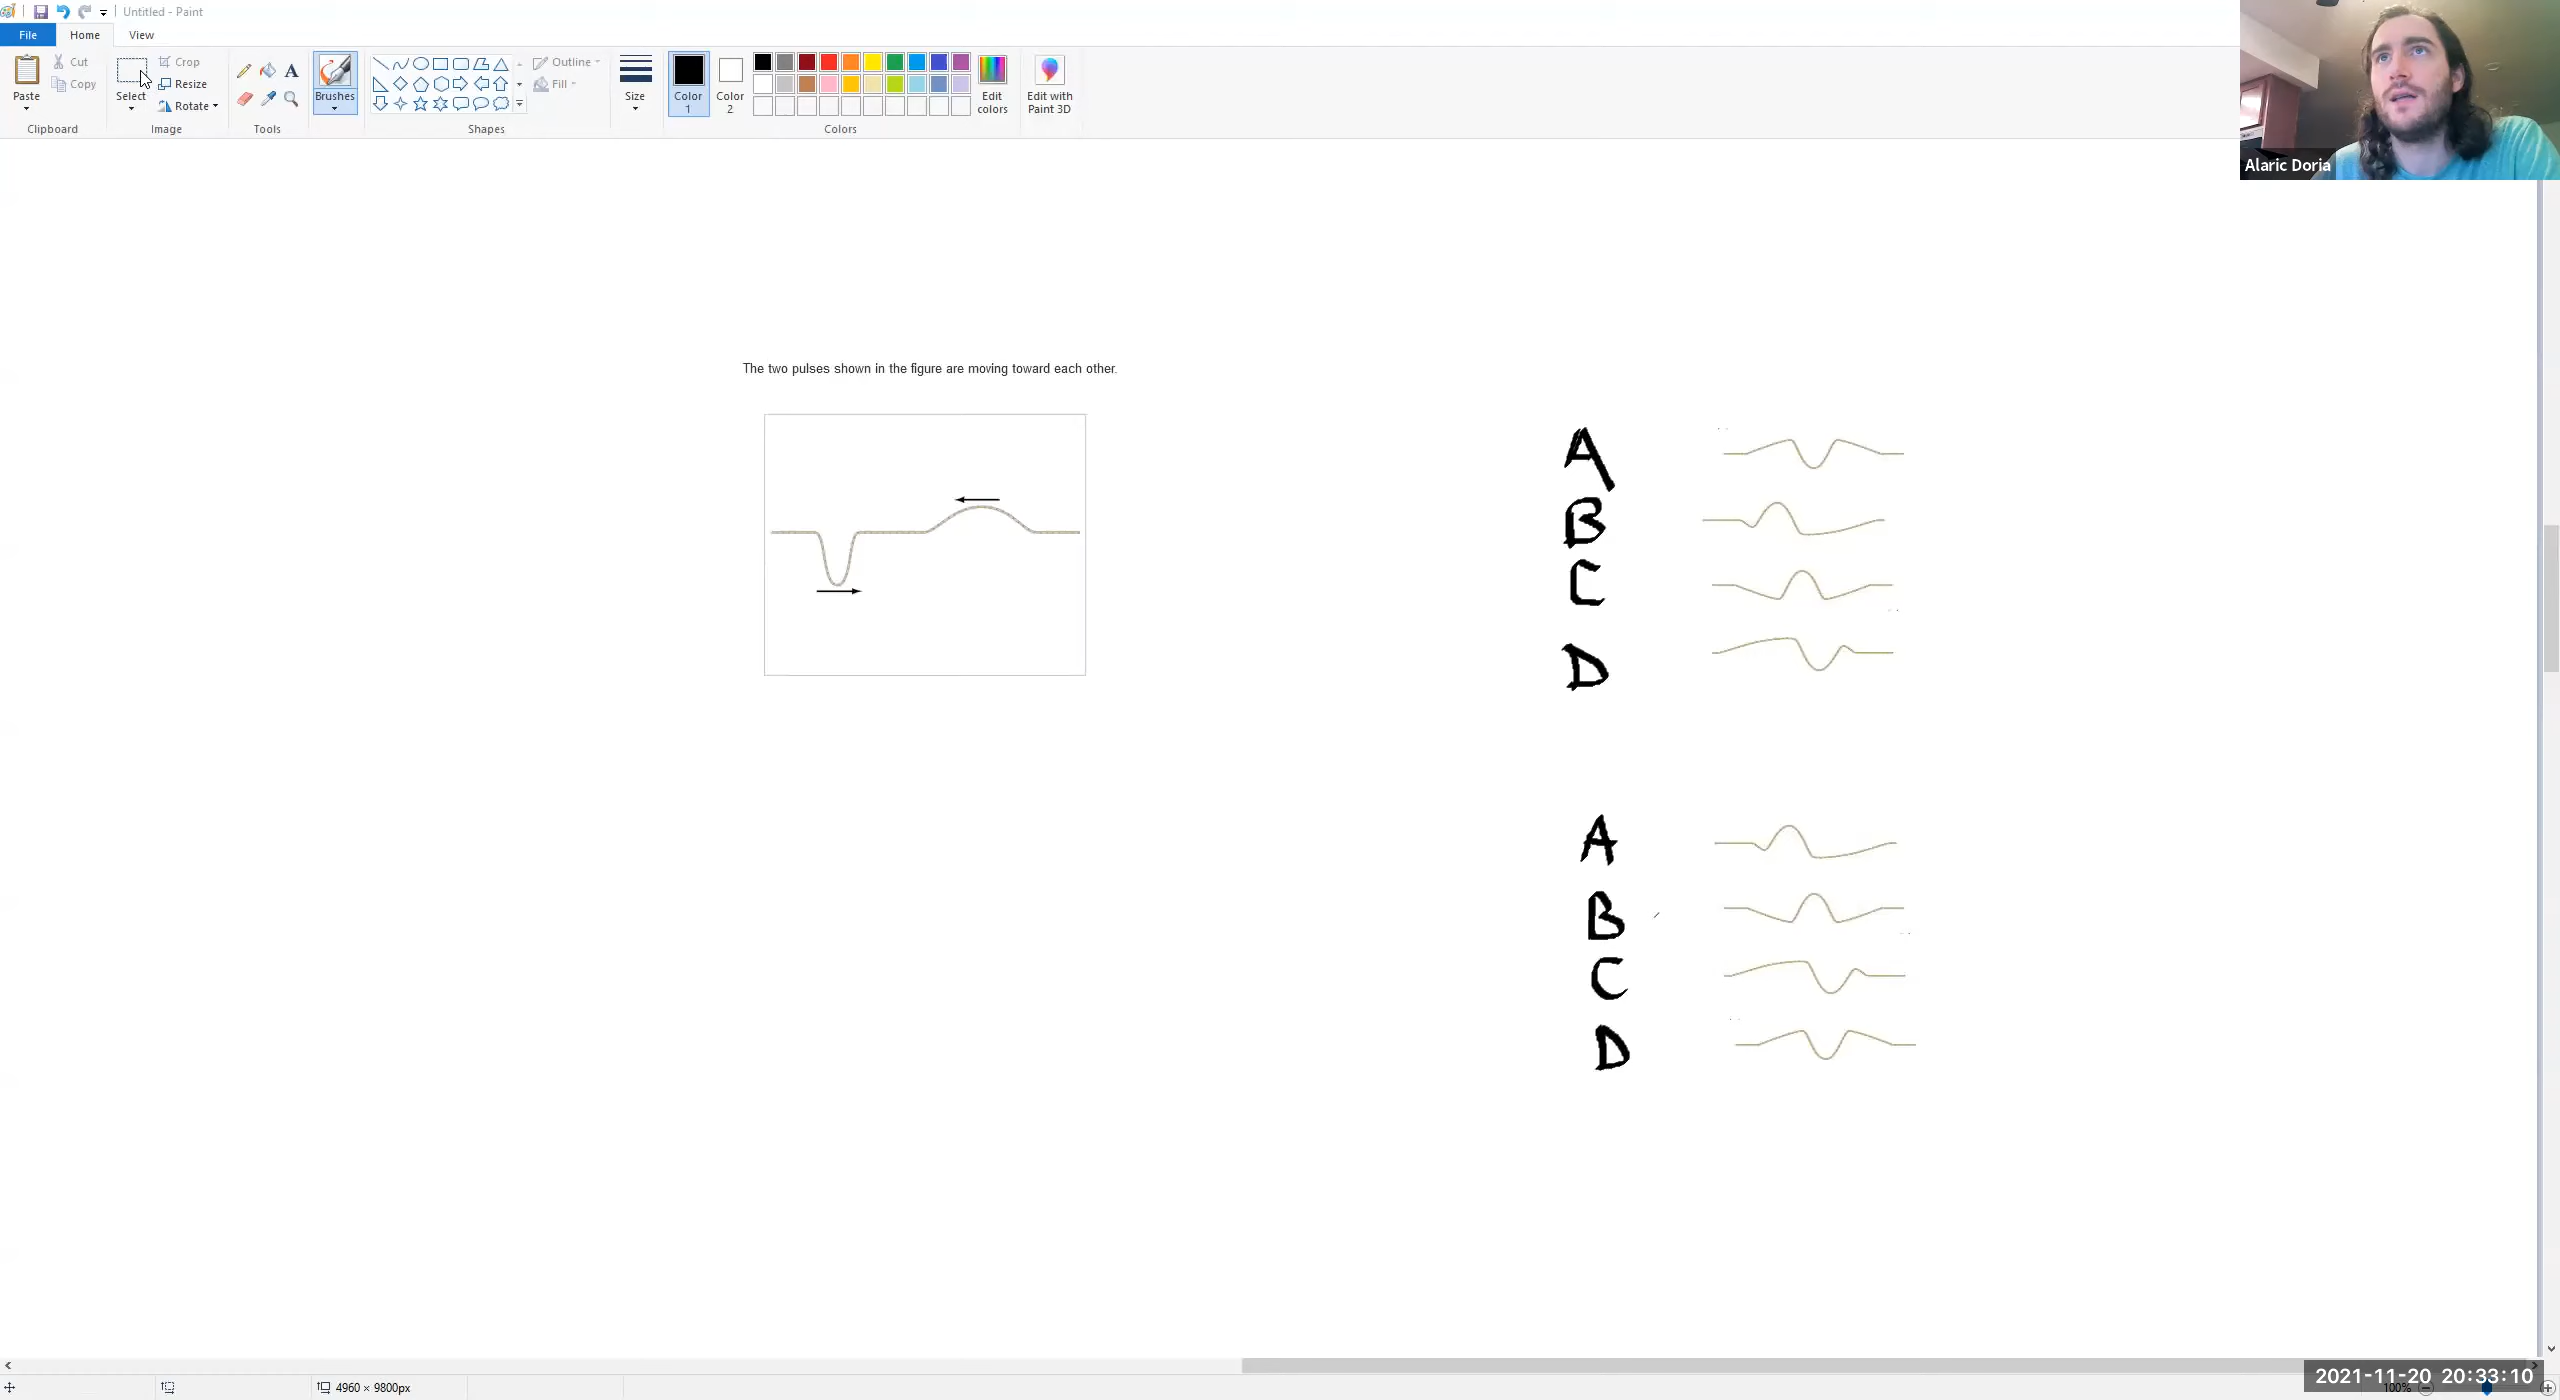 Untitled - Paint
File Home View
Paste
Cut
Copy
Clipboard
Select
Crop
Resize
Rotate
Image
A
Tools
Brushes
Shapes
Outline
Fill
Size
Color 1
Color 2
Colors
Edit colors
Edit with Paint 3D
Alaric Doria
The two pulses shown in the figure are moving toward each other.
A
B
C
D
A
B
C
D
4960 × 9800px
100%
2021-11-20 20:33:10